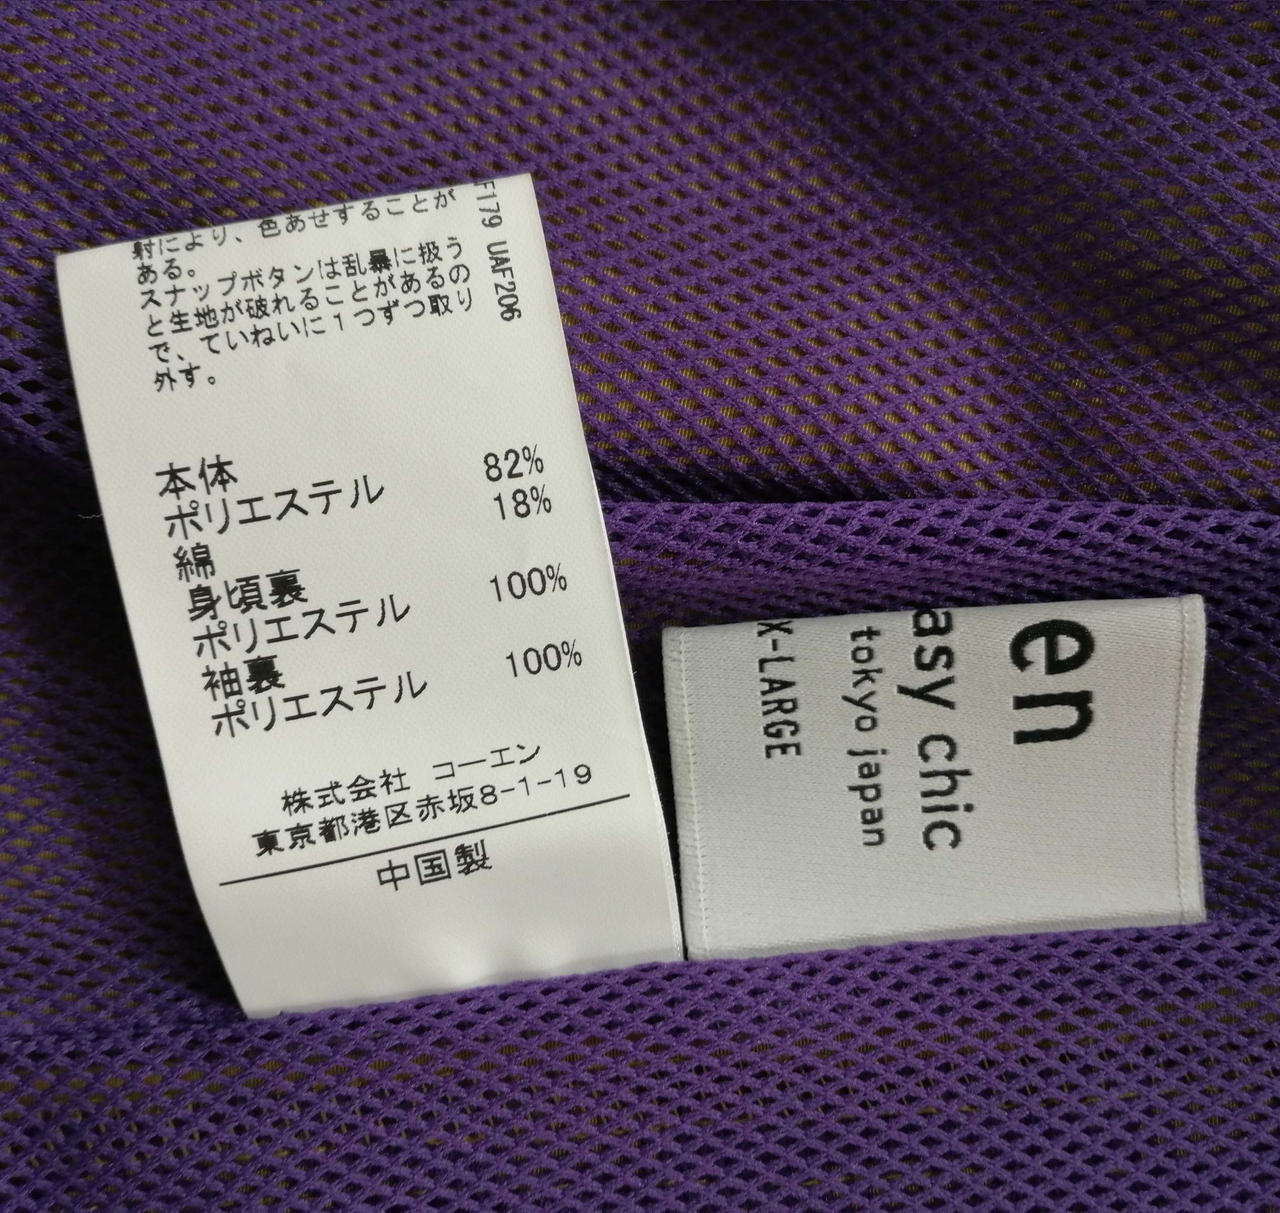 射により、色あせすることが
ある。
スナップボタンは乱暴に扱う
と生地が破れることがあるの
で、ていねいに1つずつ取り
外す。
F179 UAF206
本体
ポリエステル 82%
綿 18%
身頃裏
ポリエステル 100%
袖裏
ポリエステル 100%
株式会社 コーエン
東京都港区赤坂8-1-19
中国製
en
asy chic
tokyo japan
X-LARGE